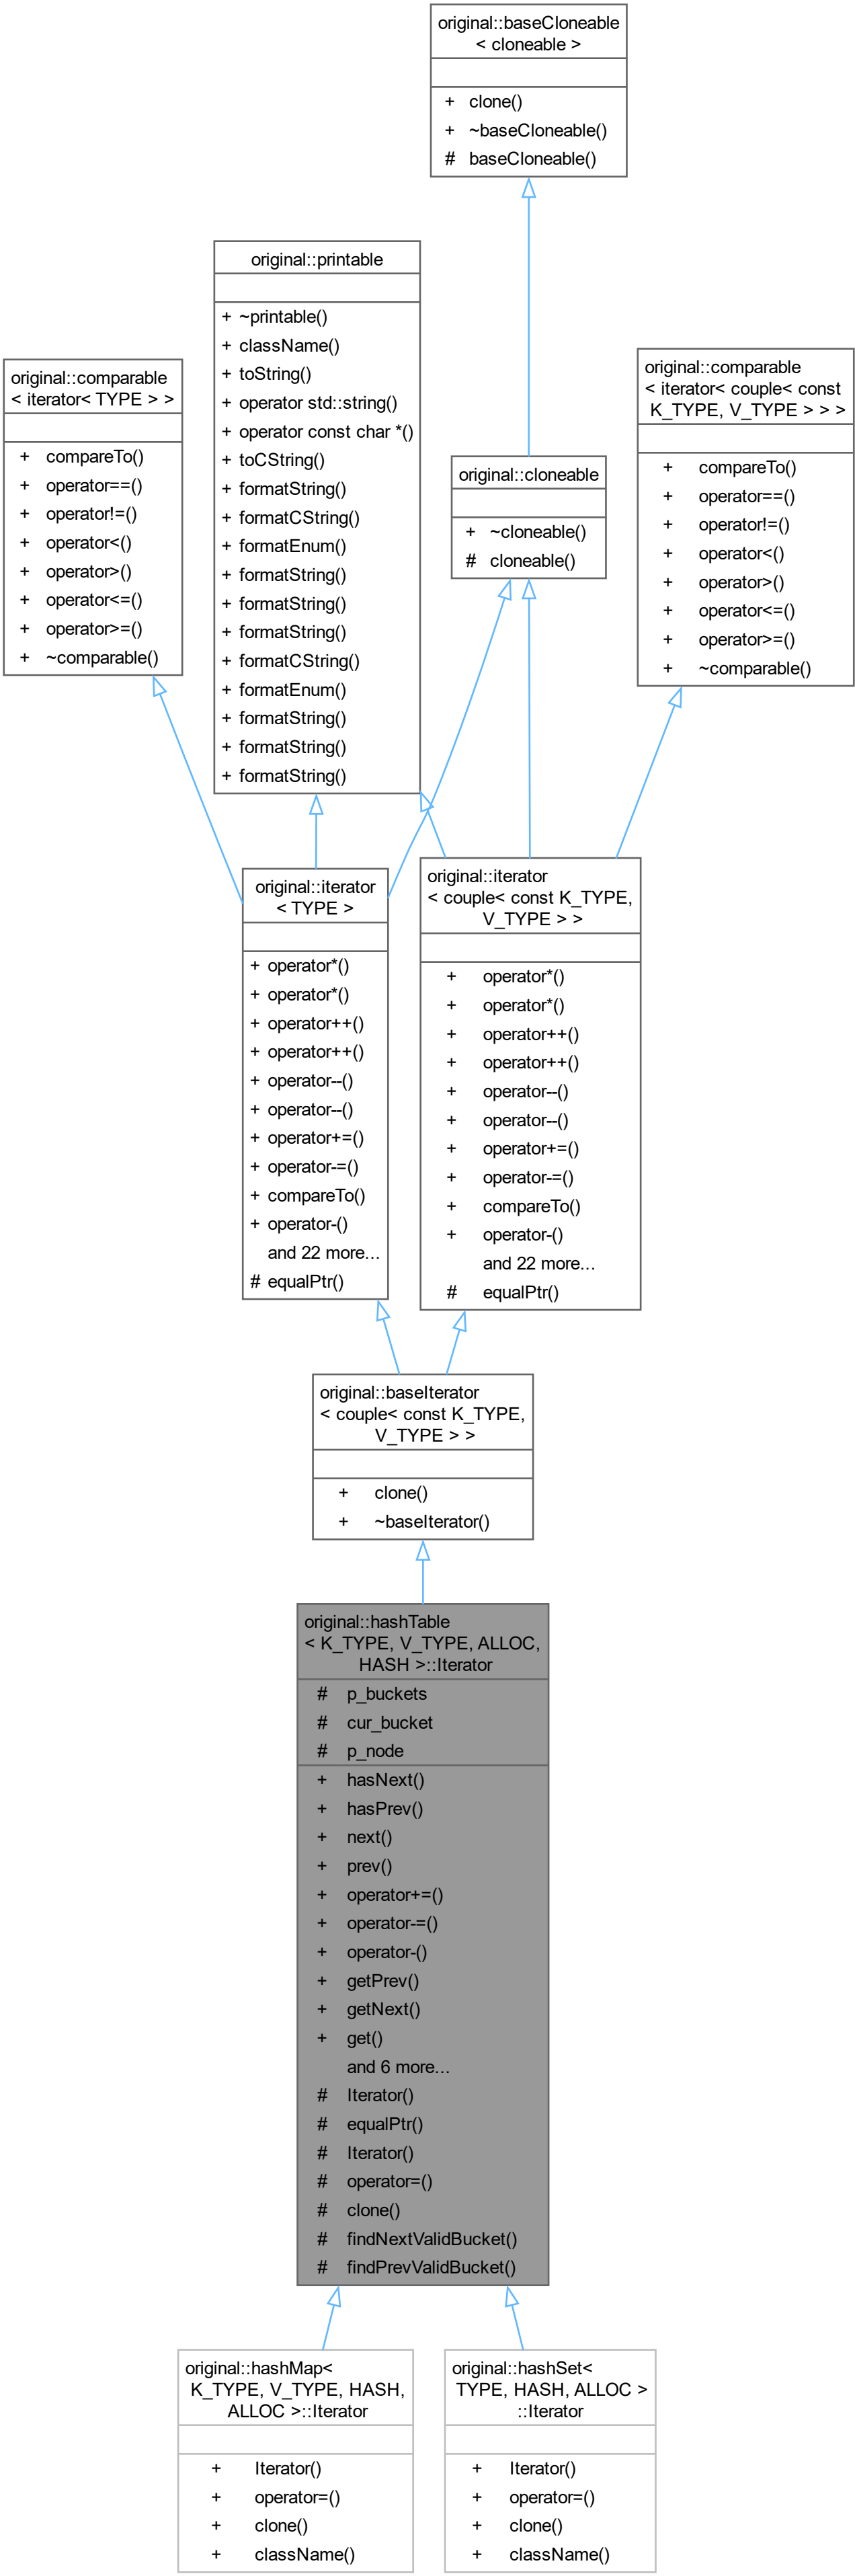 original::baseCloneable
< cloneable >
+ clone()
+ ~baseCloneable()
# baseCloneable()
original::printable
+ ~printable()
+ className()
+ toString()
+ operator std::string()
+ operator const char *()
+ toCString()
+ formatString()
+ formatCString()
+ formatEnum()
+ formatString()
+ formatString()
+ formatString()
+ formatCString()
+ formatEnum()
+ formatString()
+ formatString()
+ formatString()
original::comparable
< iterator< TYPE > >
+ compareTo()
+ operator==()
+ operator!=()
+ operator<()
+ operator>()
+ operator<=()
+ operator>=()
+ ~comparable()
original::cloneable
+ ~cloneable()
# cloneable()
original::comparable
< iterator< couple< const
K_TYPE, V_TYPE > > >
+ compareTo()
+ operator==()
+ operator!=()
+ operator<()
+ operator>()
+ operator<=()
+ operator>=()
+ ~comparable()
original::iterator
< TYPE >
+ operator*()
+ operator*()
+ operator++()
+ operator++()
+ operator--()
+ operator--()
+ operator+=()
+ operator-=()
+ compareTo()
+ operator-()
and 22 more...
# equalPtr()
original::iterator
< couple< const K_TYPE,
V_TYPE > >
+ operator*()
+ operator*()
+ operator++()
+ operator++()
+ operator--()
+ operator--()
+ operator+=()
+ operator-=()
+ compareTo()
+ operator-()
and 22 more...
# equalPtr()
original::baseIterator
< couple< const K_TYPE,
V_TYPE > >
+ clone()
+ ~baseIterator()
original::hashTable
< K_TYPE, V_TYPE, ALLOC,
HASH >::Iterator
# p_buckets
# cur_bucket
# p_node
+ hasNext()
+ hasPrev()
+ next()
+ prev()
+ operator+=()
+ operator-=()
+ operator-()
+ getPrev()
+ getNext()
+ get()
and 6 more...
# Iterator()
# equalPtr()
# Iterator()
# operator=()
# clone()
# findNextValidBucket()
# findPrevValidBucket()
original::hashMap<
K_TYPE, V_TYPE, HASH,
ALLOC >::Iterator
+ Iterator()
+ operator=()
+ clone()
+ className()
original::hashSet<
TYPE, HASH, ALLOC >
::Iterator
+ Iterator()
+ operator=()
+ clone()
+ className()